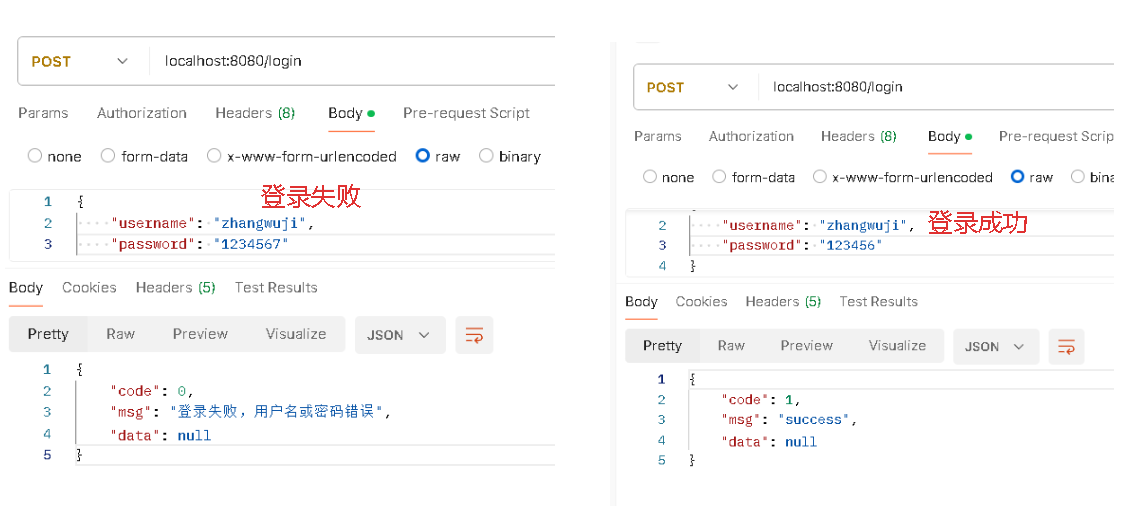 POST
localhost:8080/login
Params Authorization Headers (8) Body Pre-request Script
none form-data x-www-form-urlencoded raw binary
登录失败
1 {
2 "username": "zhangwuji",
3 "password": "1234567"
Body Cookies Headers (5) Test Results
Pretty Raw Preview Visualize JSON
1 {
2 "code": 0,
3 "msg": "登录失败，用户名或密码错误",
4 "data": null
5 }
POST
localhost:8080/login
Params Authorization Headers (8) Body Pre-request Scrip
none form-data x-www-form-urlencoded raw bina
2 "username": "zhangwuji", 登录成功
3 "password": "123456"
4 }
Body Cookies Headers (5) Test Results
Pretty Raw Preview Visualize JSON
1 {
2 "code": 1,
3 "msg": "success",
4 "data": null
5 }